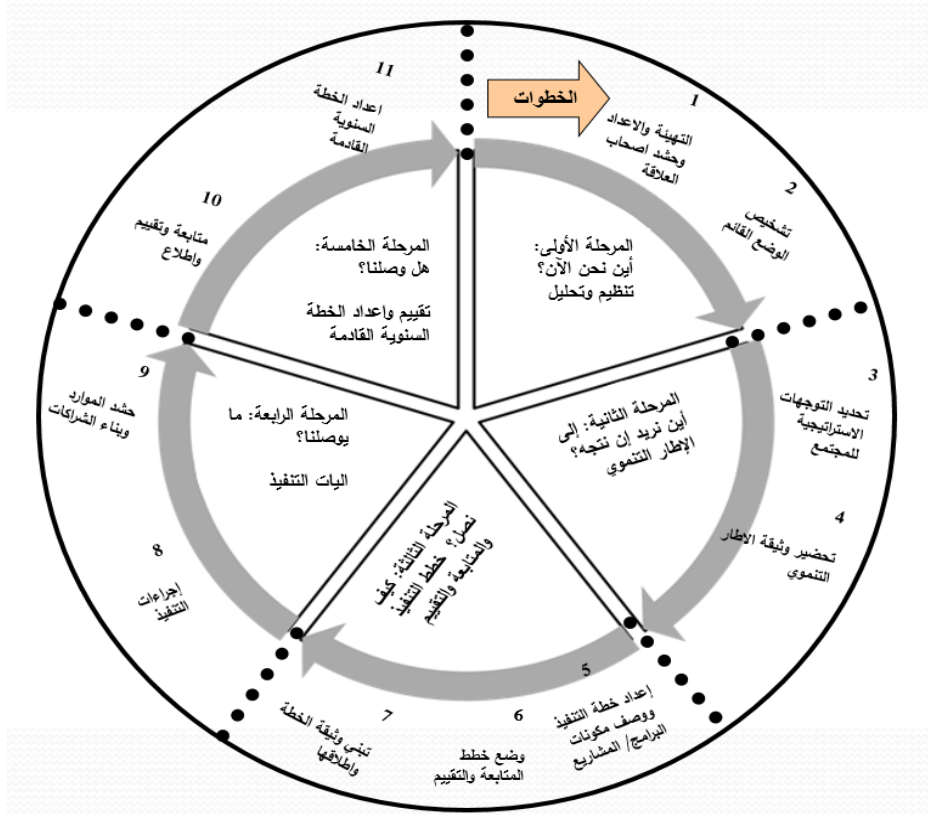 الخطوات
1
التهيئة والاعداد
وحشد اصحاب
العلاقة
2
تشخيص
الوضع القائم
المرحلة الأولى:
أين نحن الآن؟
تنظيم وتحليل
3
تحديد التوجهات
الاستراتيجية
للمجتمع
4
تحضير وثيقة الاطار
التنموي
المرحلة الثانية: إلى
أين نريد إن نتجه؟
الإطار التنموي
5
إعداد خطة التنفيذ
ووصف مكونات
البرامج/ المشاريع
6
وضع خطط
المتابعة والتقييم
7
تبني وثيقة الخطة
واطلاقها
المرحلة الثالثة: كيف
نصل؟ خطط التنفيذ
والمتابعة والتقييم
8
إجراءات
التنفيذ
9
حشد الموارد
وبناء الشراكات
المرحلة الرابعة: ما
يوصلنا؟
اليات التنفيذ
10
متابعة وتقييم
واطلاع
11
اعداد الخطة
السنوية
القادمة
المرحلة الخامسة:
هل وصلنا؟
تقييم واعداد الخطة
السنوية القادمة